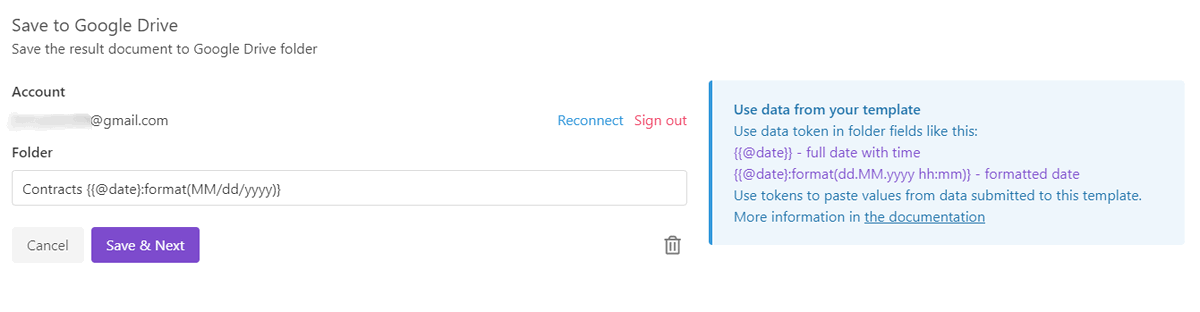 Save to Google Drive
Save the result document to Google Drive folder
Account
@gmail.com
Reconnect Sign out
Folder
Contracts {{@date}:format(MM/dd/yyyy)}
Cancel
Save & Next
Use data from your template
Use data token in folder fields like this:
{{@date}} - full date with time
{{@date}:format(dd.MM.yyyy hh:mm)} - formatted date
Use tokens to paste values from data submitted to this template.
More information in the documentation